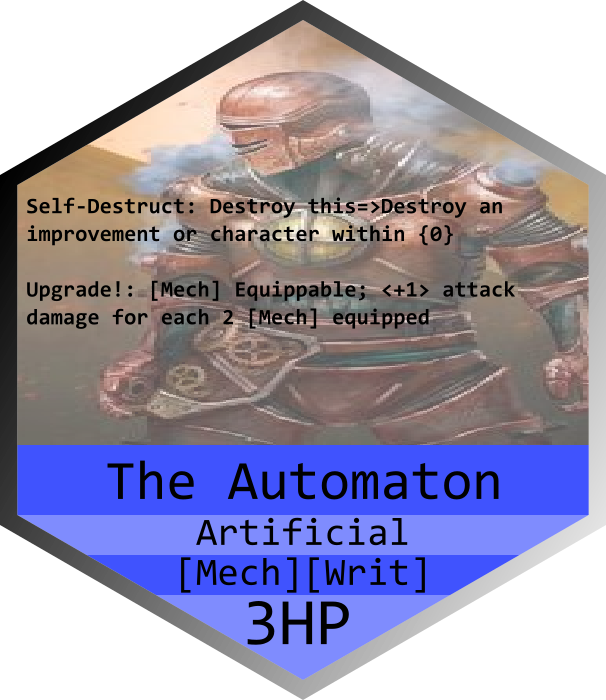 Self-Destruct: Destroy this=>Destroy an
improvement or character within {0}
Upgrade!: [Mech] Equippable; <+1> attack
damage for each 2 [Mech] equipped
The Automaton
Artificial
[Mech][Writ]
3HP